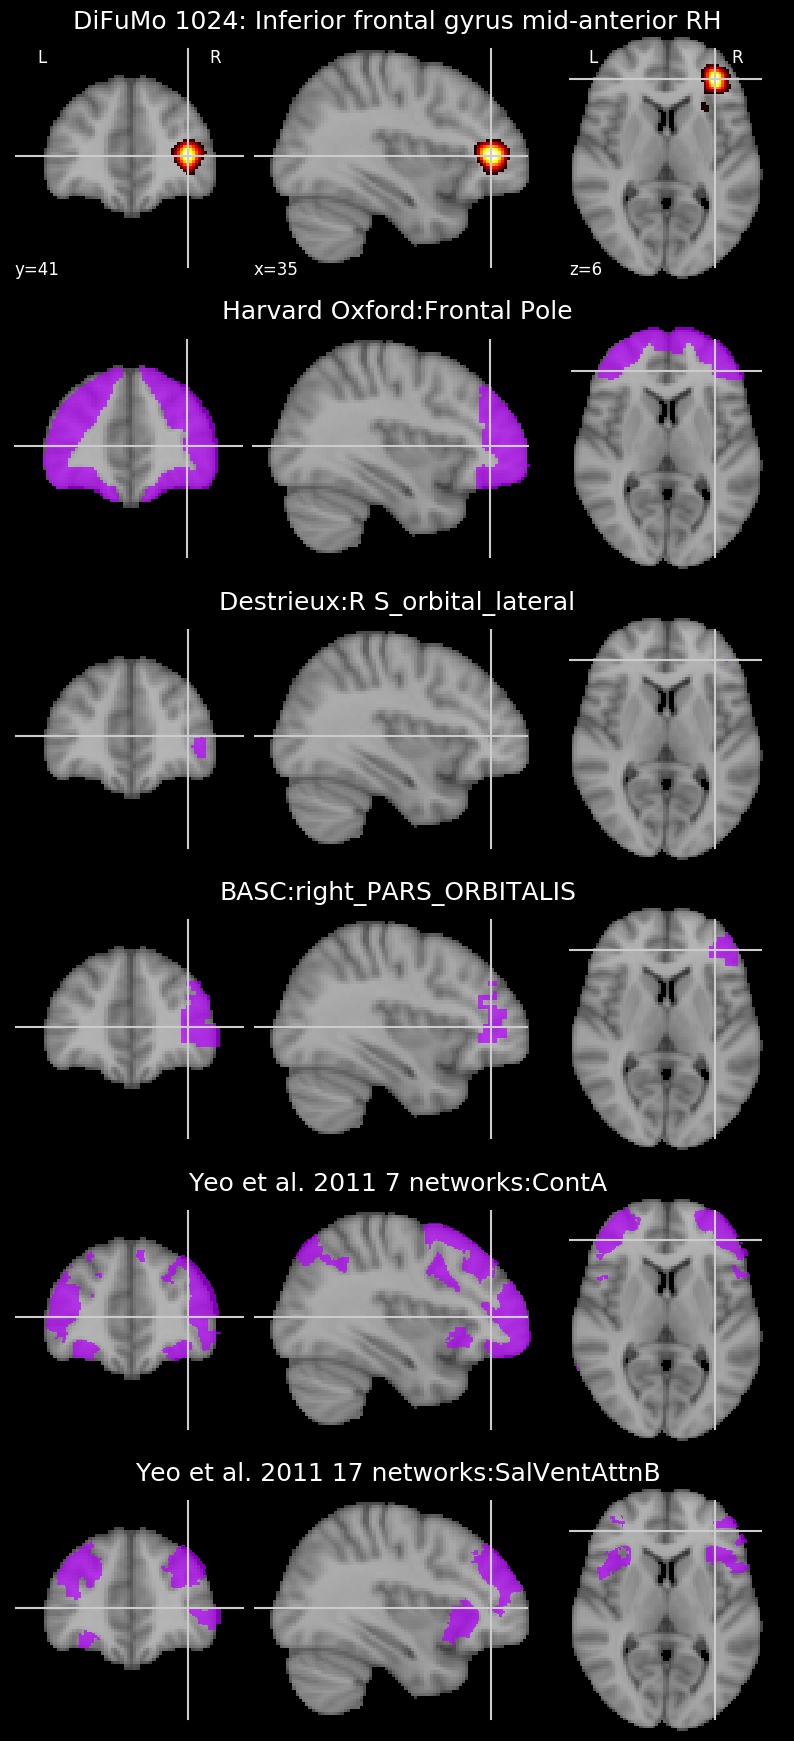 DiFuMo 1024: Inferior frontal gyrus mid-anterior RH
L R L R
y=41 x=35 z=6
Harvard Oxford:Frontal Pole
Destrieux:R S_orbital_lateral
BASC:right_PARS_ORBITALIS
Yeo et al. 2011 7 networks:ContA
Yeo et al. 2011 17 networks:SalVentAttnB